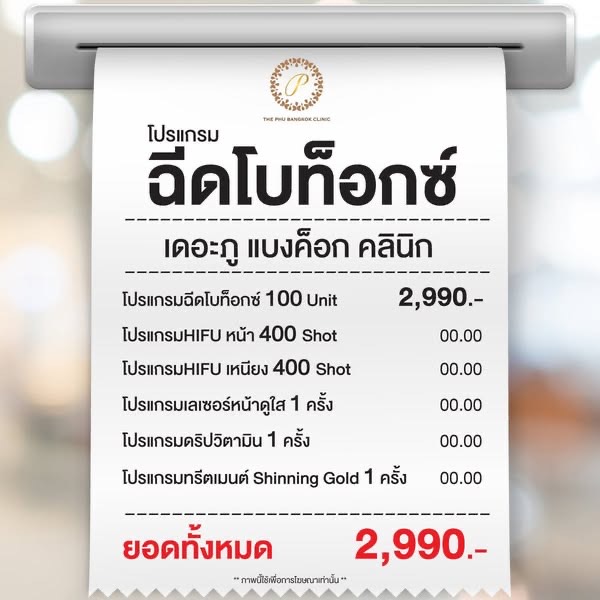 P
THE PHU BANGKOK CLINIC
โปรแกรม
ฉีดโบท็อกซ์
เดอะภู แบงค็อก คลินิก
โปรแกรมฉีดโบท็อกซ์ 100 Unit 2,990.-
โปรแกรมHIFU หน้า 400 Shot 00.00
โปรแกรมHIFU เหนียง 400 Shot 00.00
โปรแกรมเลเซอร์หน้าดูใส 1 ครั้ง 00.00
โปรแกรมดริปวิตามิน 1 ครั้ง 00.00
โปรแกรมทรีตเมนต์ Shinning Gold 1 ครั้ง 00.00
ยอดทั้งหมด 2,990.-
** ภาพนี้ใช้เพื่อการโฆษณาเท่านั้น **